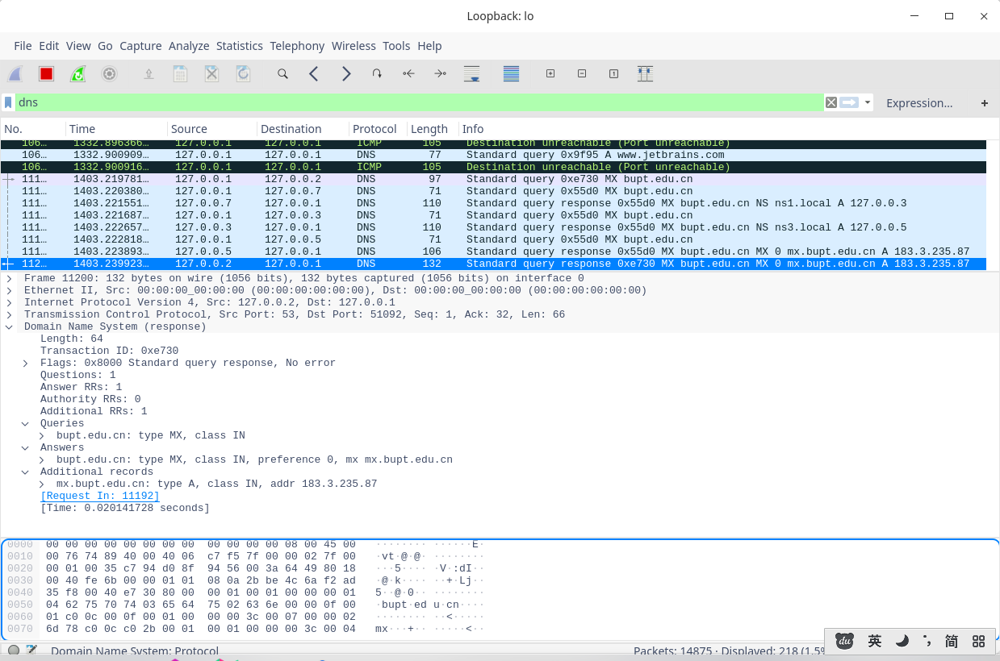 Loopback: lo
File Edit View Go Capture Analyze Statistics Telephony Wireless Tools Help
dns Expression… +
No. Time Source Destination Protocol Length Info
106… 1332.896366… 127.0.0.1 127.0.0.1 ICMP 105 Destination unreachable (Port unreachable)
106… 1332.900909… 127.0.0.1 127.0.0.1 DNS 77 Standard query 0x9f95 A www.jetbrains.com
106… 1332.900916… 127.0.0.1 127.0.0.1 ICMP 105 Destination unreachable (Port unreachable)
111… 1403.219781… 127.0.0.1 127.0.0.2 DNS 97 Standard query 0xe730 MX bupt.edu.cn
111… 1403.220380… 127.0.0.1 127.0.0.7 DNS 71 Standard query 0x55d0 MX bupt.edu.cn
111… 1403.221551… 127.0.0.7 127.0.0.1 DNS 110 Standard query response 0x55d0 MX bupt.edu.cn NS ns1.local A 127.0.0.3
111… 1403.221687… 127.0.0.1 127.0.0.3 DNS 71 Standard query 0x55d0 MX bupt.edu.cn
111… 1403.222657… 127.0.0.3 127.0.0.1 DNS 110 Standard query response 0x55d0 MX bupt.edu.cn NS ns3.local A 127.0.0.5
111… 1403.222818… 127.0.0.1 127.0.0.5 DNS 71 Standard query 0x55d0 MX bupt.edu.cn
111… 1403.223893… 127.0.0.5 127.0.0.1 DNS 106 Standard query response 0x55d0 MX bupt.edu.cn MX 0 mx.bupt.edu.cn A 183.3.235.87
112… 1403.239923… 127.0.0.2 127.0.0.1 DNS 132 Standard query response 0xe730 MX bupt.edu.cn MX 0 mx.bupt.edu.cn A 183.3.235.87
Frame 11200: 132 bytes on wire (1056 bits), 132 bytes captured (1056 bits) on interface 0
Ethernet II, Src: 00:00:00_00:00:00 (00:00:00:00:00:00), Dst: 00:00:00_00:00:00 (00:00:00:00:00:00)
Internet Protocol Version 4, Src: 127.0.0.2, Dst: 127.0.0.1
Transmission Control Protocol, Src Port: 53, Dst Port: 51092, Seq: 1, Ack: 32, Len: 66
Domain Name System (response)
Length: 64
Transaction ID: 0xe730
Flags: 0x8000 Standard query response, No error
Questions: 1
Answer RRs: 1
Authority RRs: 0
Additional RRs: 1
Queries
bupt.edu.cn: type MX, class IN
Answers
bupt.edu.cn: type MX, class IN, preference 0, mx mx.bupt.edu.cn
Additional records
mx.bupt.edu.cn: type A, class IN, addr 183.3.235.87
[Request In: 11192]
[Time: 0.020141728 seconds]
0000 00 00 00 00 00 00 00 00 00 00 00 00 08 00 45 00 ········ ······E·
0010 00 76 74 89 40 00 40 06 c7 f5 7f 00 00 02 7f 00 ·vt·@·@· ········
0020 00 01 00 35 c7 94 d0 8f 94 56 00 3a 64 49 80 18 ···5···· ·V·:dI··
0030 00 40 fe 6b 00 00 01 01 08 0a 2b be 4c 6a f2 ad ·@·k···· ··+·Lj··
0040 35 f8 00 40 e7 30 80 00 00 01 00 01 00 00 00 01 5··@·0·· ········
0050 04 62 75 70 74 03 65 64 75 02 63 6e 00 00 0f 00 ·bupt·ed u·cn····
0060 01 c0 0c 00 0f 00 01 00 00 00 3c 00 07 00 00 02 ········ ··<·····
0070 6d 78 c0 0c c0 2b 00 01 00 01 00 00 00 3c 00 04 mx···+·· ·····<··
Domain Name System: Protocol Packets: 14875 · Displayed: 218 (1.5%
du 英 简